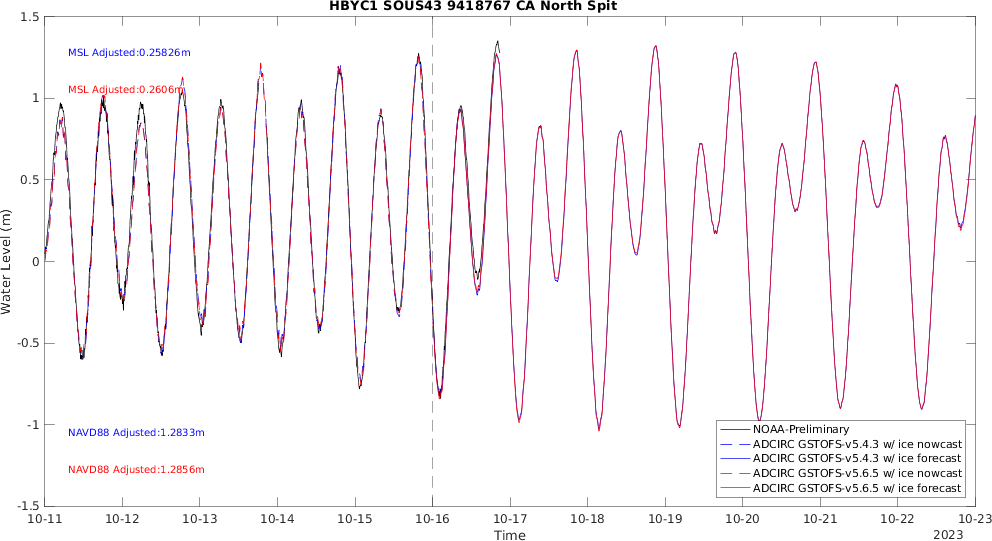 HBYC1 SOUS43 9418767 CA North Spit
1.5
MSL Adjusted:0.25826m
MSL Adjusted:0.2606m
1
0.5
Water Level (m)
0
-0.5
NAVD88 Adjusted:1.2833m
-1
NAVD88 Adjusted:1.2856m
NOAA-Preliminary
ADCIRC GSTOFS-v5.4.3 w/ ice nowcast
ADCIRC GSTOFS-v5.4.3 w/ ice forecast
ADCIRC GSTOFS-v5.6.5 w/ ice nowcast
ADCIRC GSTOFS-v5.6.5 w/ ice forecast
-1.5
10-11 10-12 10-13 10-14 10-15 10-16 10-17 10-18 10-19 10-20 10-21 10-22 10-23
Time
2023